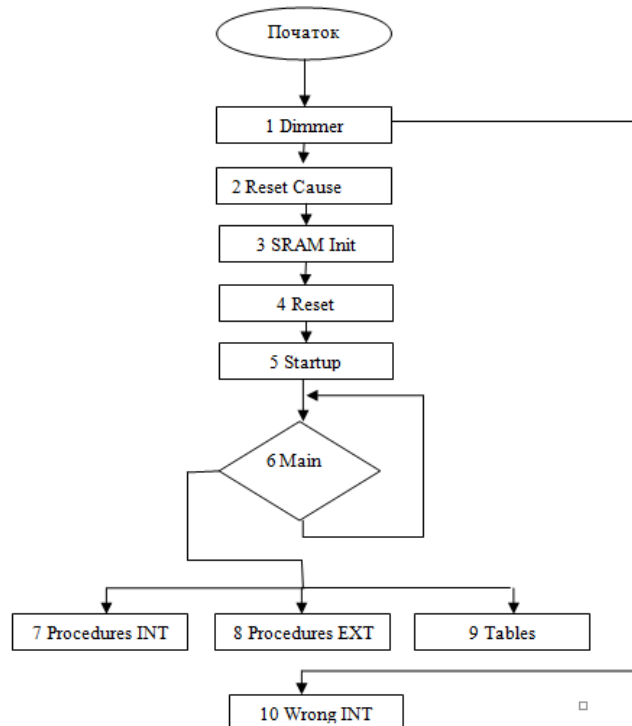 Початок
1 Dimmer
2 Reset Cause
3 SRAM Init
4 Reset
5 Startup
6 Main
7 Procedures INT
8 Procedures EXT
9 Tables
10 Wrong INT